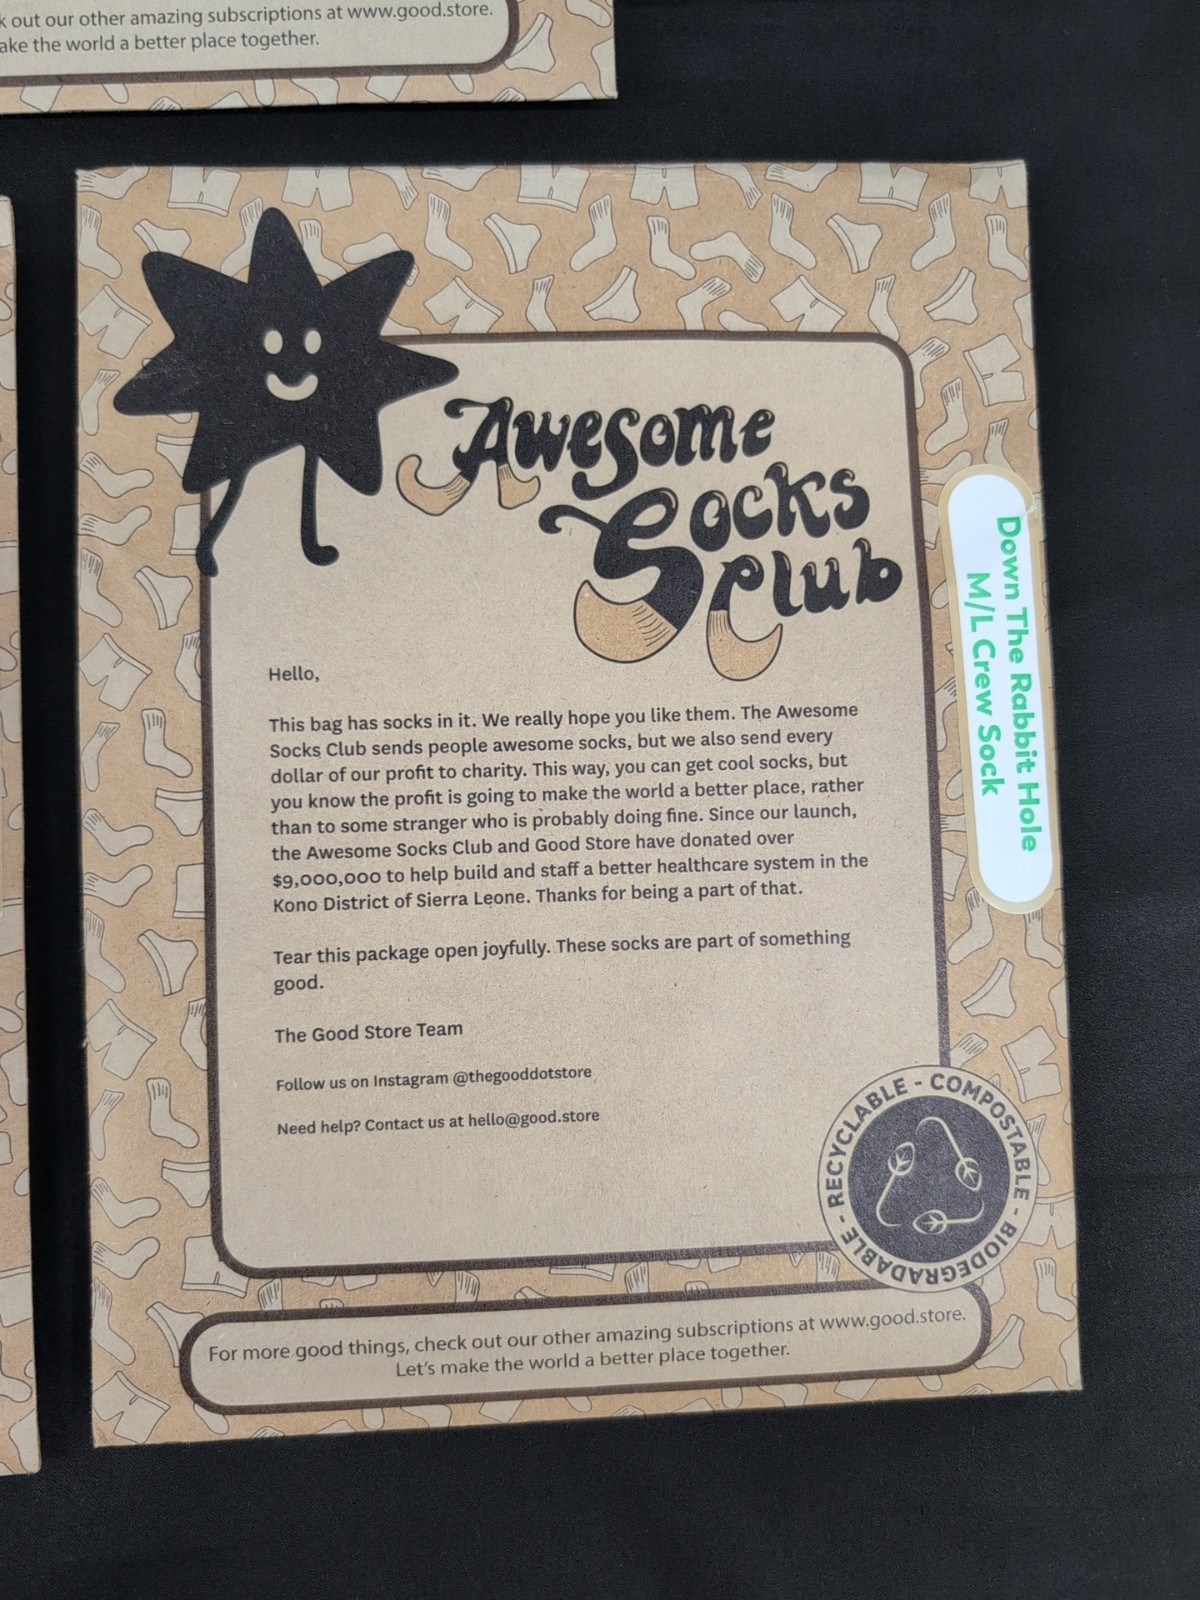 k out our other amazing subscriptions at www.good.store.
ake the world a better place together.
Awesome
Socks
Club
Hello,
This bag has socks in it. We really hope you like them. The Awesome
Socks Club sends people awesome socks, but we also send every
dollar of our profit to charity. This way, you can get cool socks, but
you know the profit is going to make the world a better place, rather
than to some stranger who is probably doing fine. Since our launch,
the Awesome Socks Club and Good Store have donated over
$9,000,000 to help build and staff a better healthcare system in the
Kono District of Sierra Leone. Thanks for being a part of that.
Tear this package open joyfully. These socks are part of something
good.
The Good Store Team
Follow us on Instagram @thegooddotstore
Need help? Contact us at hello@good.store
Down The Rabbit Hole
M/L Crew Sock
RECYCLABLE - COMPOSTABLE - BIODEGRADABLE -
For more good things, check out our other amazing subscriptions at www.good.store.
Let's make the world a better place together.